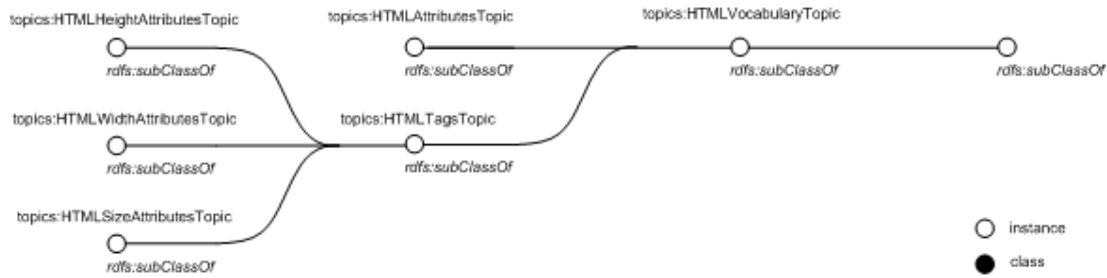 topics:HTMLHeightAttributesTopic
topics:HTMLAttributesTopic
topics:HTMLVocabularyTopic
rdfs:subClassOf
rdfs:subClassOf
rdfs:subClassOf
rdfs:subClassOf
topics:HTMLWidthAttributesTopic
topics:HTMLTagsTopic
rdfs:subClassOf
rdfs:subClassOf
topics:HTMLSizeAttributesTopic
rdfs:subClassOf
instance
class